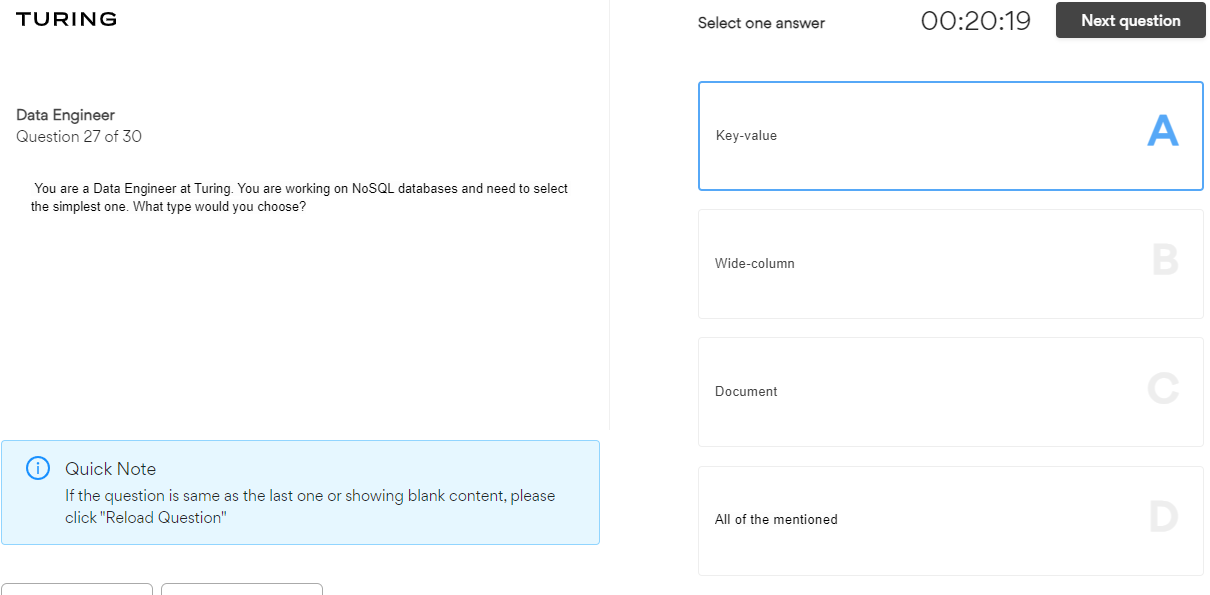 TURING
Data Engineer
Question 27 of 30
You are a Data Engineer at Turing. You are working on NoSQL databases and need to select
the simplest one. What type would you choose?
Quick Note
If the question is same as the last one or showing blank content, please
click "Reload Question"
Select one answer
00:20:19
Next question
Key-value
A
Wide-column
B
Document
C
All of the mentioned
D